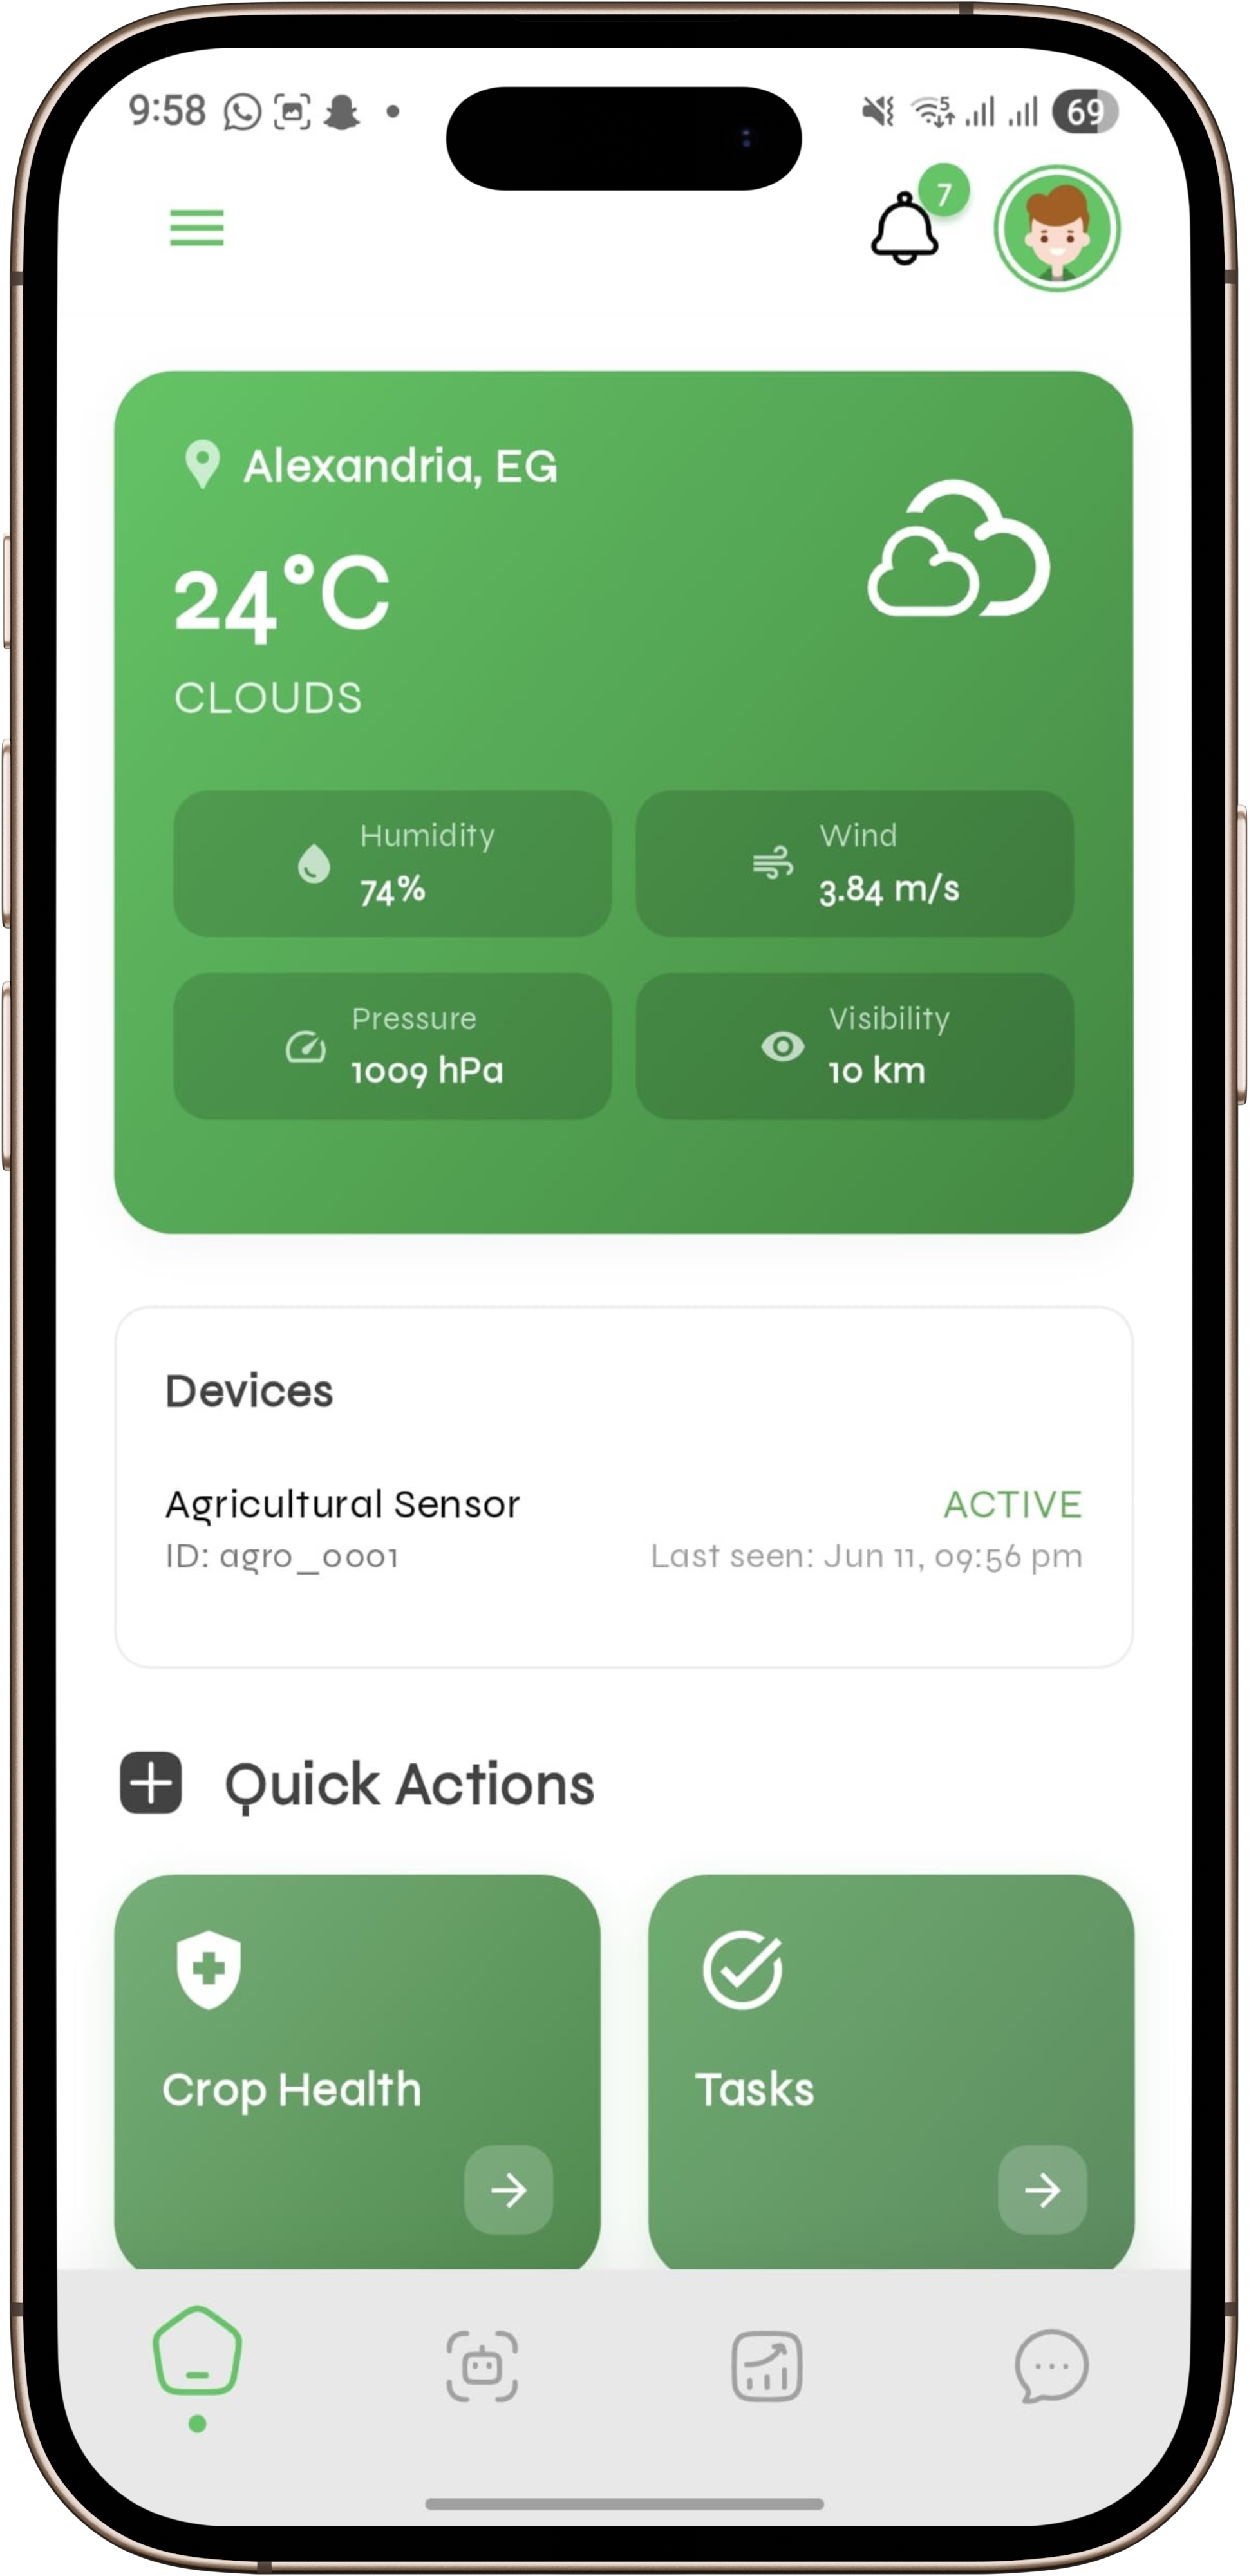 9:58
69
7
Alexandria, EG
24°C
CLOUDS
Humidity
74%
Wind
3.84 m/s
Pressure
1009 hPa
Visibility
10 km
Devices
Agricultural Sensor
ACTIVE
ID: agro_0001
Last seen: Jun 11, 09:56 pm
Quick Actions
Crop Health
Tasks